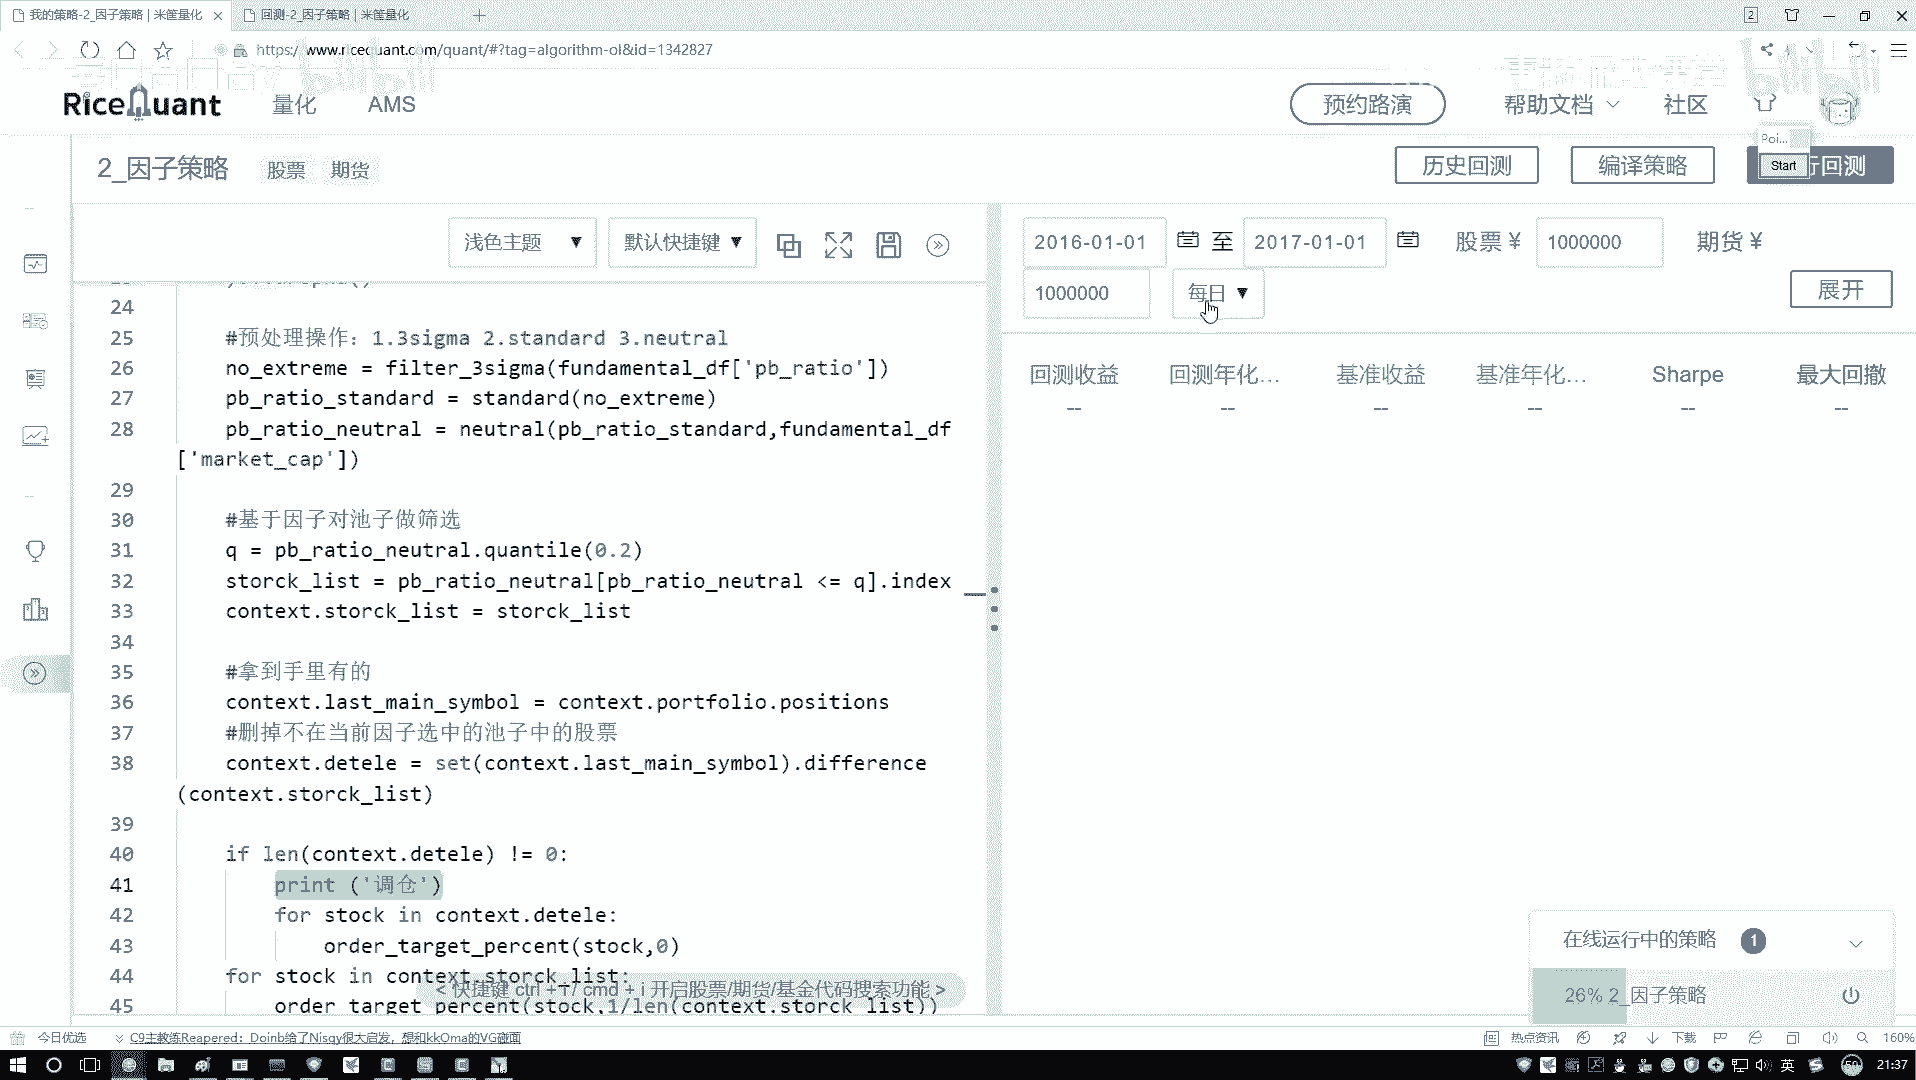 我的策略-2_因子策略 | 米筐量化
回测-2_因子策略 | 米筐量化
2
https://www.ricequant.com/quant/#?tag=algorithm-ol&id=1342827
bilibili
bilibili
RiceQuant 量化 AMS 预约路演 帮助文档 社区
Poi...
2_因子策略 股票 期货 历史回测 编译策略 Start 行回测
浅色主题 ▼ 默认快捷键 ▼
2016-01-01 至 2017-01-01 股票 ¥ 1000000 期货 ¥
1000000 每日 ▼ 展开
回测收益 回测年化... 基准收益 基准年化... Sharpe 最大回撤
-- -- -- -- -- --
24
25 #预处理操作：1.3sigma 2.standard 3.neutral
26 no_extreme = filter_3sigma(fundamental_df['pb_ratio'])
27 pb_ratio_standard = standard(no_extreme)
28 pb_ratio_neutral = neutral(pb_ratio_standard,fundamental_df
['market_cap'])
29
30 #基于因子对池子做筛选
31 q = pb_ratio_neutral.quantile(0.2)
32 storck_list = pb_ratio_neutral[pb_ratio_neutral <= q].index
33 context.storck_list = storck_list
34
35 #拿到手里有的
36 context.last_main_symbol = context.portfolio.positions
37 #删掉不在当前因子选中的池子中的股票
38 context.detele = set(context.last_main_symbol).difference
(context.storck_list)
39
40 if len(context.detele) != 0:
41 print ('调仓')
42 for stock in context.detele:
43 order_target_percent(stock,0)
44 for stock in context.storck_list:
< 快捷键 ctrl + i / cmd + i 开启股票/期货/基金代码搜索功能 >
45 order_target_percent(stock,1/len(context.storck_list))
在线运行中的策略 1
26% 2_因子策略
今日优选 C9主教练Reapered：Doinb给了Nisqy很大启发，想和kkOma的VG碰面 热点资讯 下载 160%
英 59 21:37